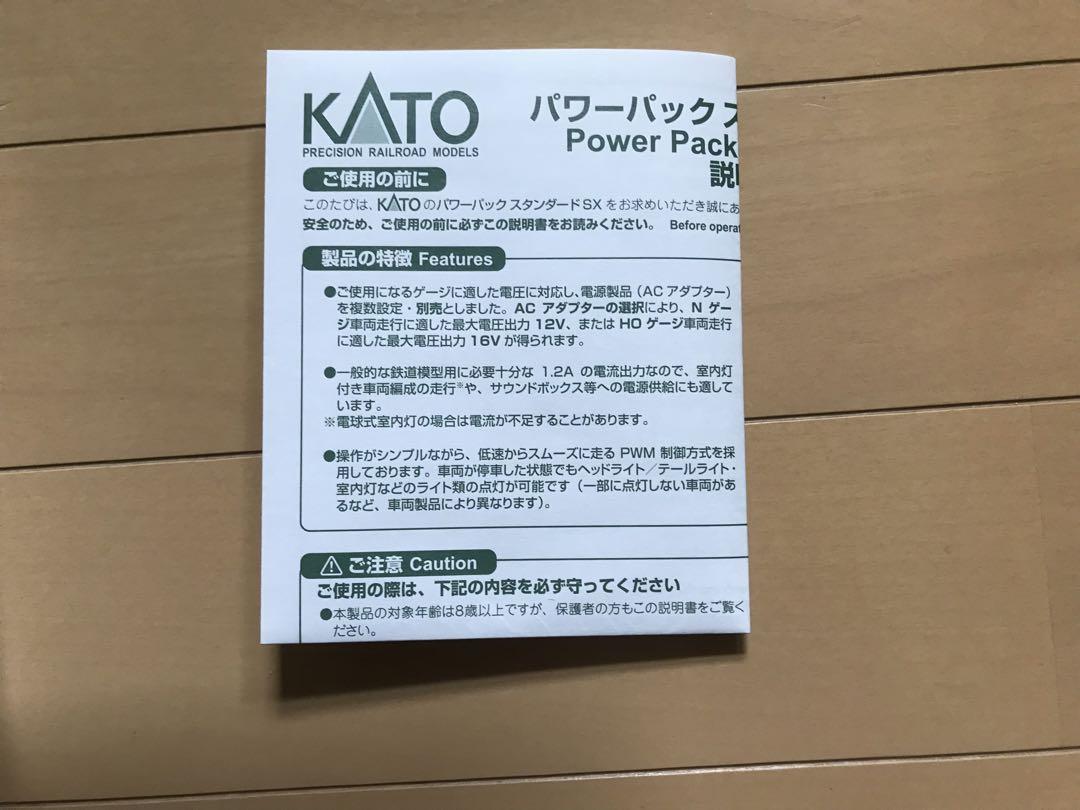 KATO
PRECISION RAILROAD MODELS
パワーパック
Power Pack
説
ご使用の前に
このたびは、KATOのパワーパック スタンダードSX をお求めいただき誠にあ
安全のため、ご使用の前に必ずこの説明書をお読みください。 Before
製品の特徴 Features
●ご使用になるゲージに適した電圧に対応し、電源製品（AC アダプター）
を複数設定・別売としました。AC アダプターの選択により、N ゲー
ジ車両走行に適した最大電圧出力 12V、または HO ゲージ車両走行
に適した最大電圧出力 16V が得られます。
●一般的な鉄道模型用に必要十分な 1.2A の電流出力なので、室内灯
付き車両編成の走行※や、サウンドボックス等への電源供給にも適して
います。
※電球式室内灯の場合は電流が不足することがあります。
●操作がシンプルながら、低速からスムーズに走る PWM 制御方式を採
用しております。車両が停車した状態でもヘッドライト／テールライト・
室内灯などのライト類の点灯が可能です（一部に点灯しない車両があ
るなど、車両製品により異なります）。
⚠ ご注意 Caution
ご使用の際は、下記の内容を必ず守ってください
●本製品の対象年齢は8歳以上ですが、保護者の方もこの説明書をご覧く
ださい。